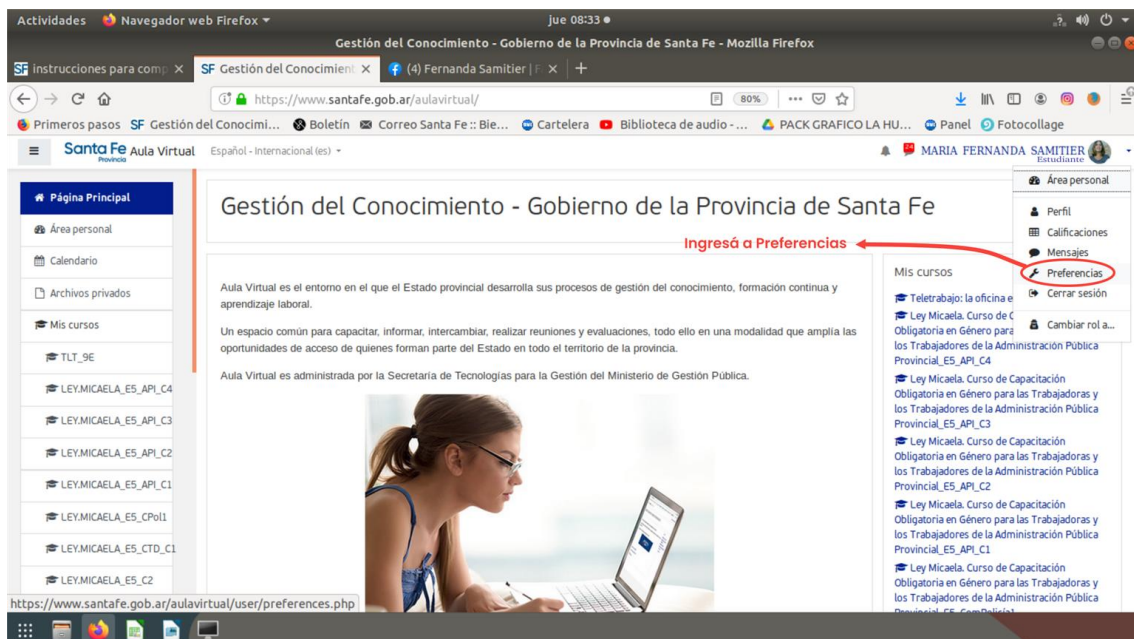 Actividades Navegador web Firefox jue 08:33
Gestión del Conocimiento - Gobierno de la Provincia de Santa Fe - Mozilla Firefox
SF instrucciones para comp
SF Gestión del Conocimient
(4) Fernanda Samitier | F
https://www.santafe.gob.ar/aulavirtual/ 80%
Primeros pasos SF Gestión del Conocimi... Boletín Correo Santa Fe :: Bie... Cartelera Biblioteca de audio - ... PACK GRAFICO LA HU... Panel Fotocollage
Santa Fe Provincia Aula Virtual Español - Internacional (es) 24 MARIA FERNANDA SAMITIER
Estudiante
Área personal
Perfil
Calificaciones
Mensajes
Preferencias
Cerrar sesión
Cambiar rol a...
Página Principal
Área personal
Calendario
Archivos privados
Mis cursos
TLT_9E
LEY.MICAELA_E5_API_C4
LEY.MICAELA_E5_API_C3
LEY.MICAELA_E5_API_C2
LEY.MICAELA_E5_API_C1
LEY.MICAELA_E5_CPol1
LEY.MICAELA_E5_CTD_C1
LEY.MICAELA_E5_C2
https://www.santafe.gob.ar/aulavirtual/user/preferences.php
Gestión del Conocimiento - Gobierno de la Provincia de Santa Fe
Ingresá a Preferencias
Aula Virtual es el entorno en el que el Estado provincial desarrolla sus procesos de gestión del conocimiento, formación continua y
aprendizaje laboral.
Un espacio común para capacitar, informar, intercambiar, realizar reuniones y evaluaciones, todo ello en una modalidad que amplía las
oportunidades de acceso de quienes forman parte del Estado en todo el territorio de la provincia.
Aula Virtual es administrada por la Secretaría de Tecnologías para la Gestión del Ministerio de Gestión Pública.
Mis cursos
Teletrabajo: la oficina e
Ley Micaela. Curso de C
Obligatoria en Género para
los Trabajadores de la Administración Pública
Provincial_E5_API_C4
Ley Micaela. Curso de Capacitación
Obligatoria en Género para las Trabajadoras y
los Trabajadores de la Administración Pública
Provincial_E5_API_C3
Ley Micaela. Curso de Capacitación
Obligatoria en Género para las Trabajadoras y
los Trabajadores de la Administración Pública
Provincial_E5_API_C2
Ley Micaela. Curso de Capacitación
Obligatoria en Género para las Trabajadoras y
los Trabajadores de la Administración Pública
Provincial_E5_API_C1
Ley Micaela. Curso de Capacitación
Obligatoria en Género para las Trabajadoras y
los Trabajadores de la Administración Pública
Provincial_E5_ComPolicía1